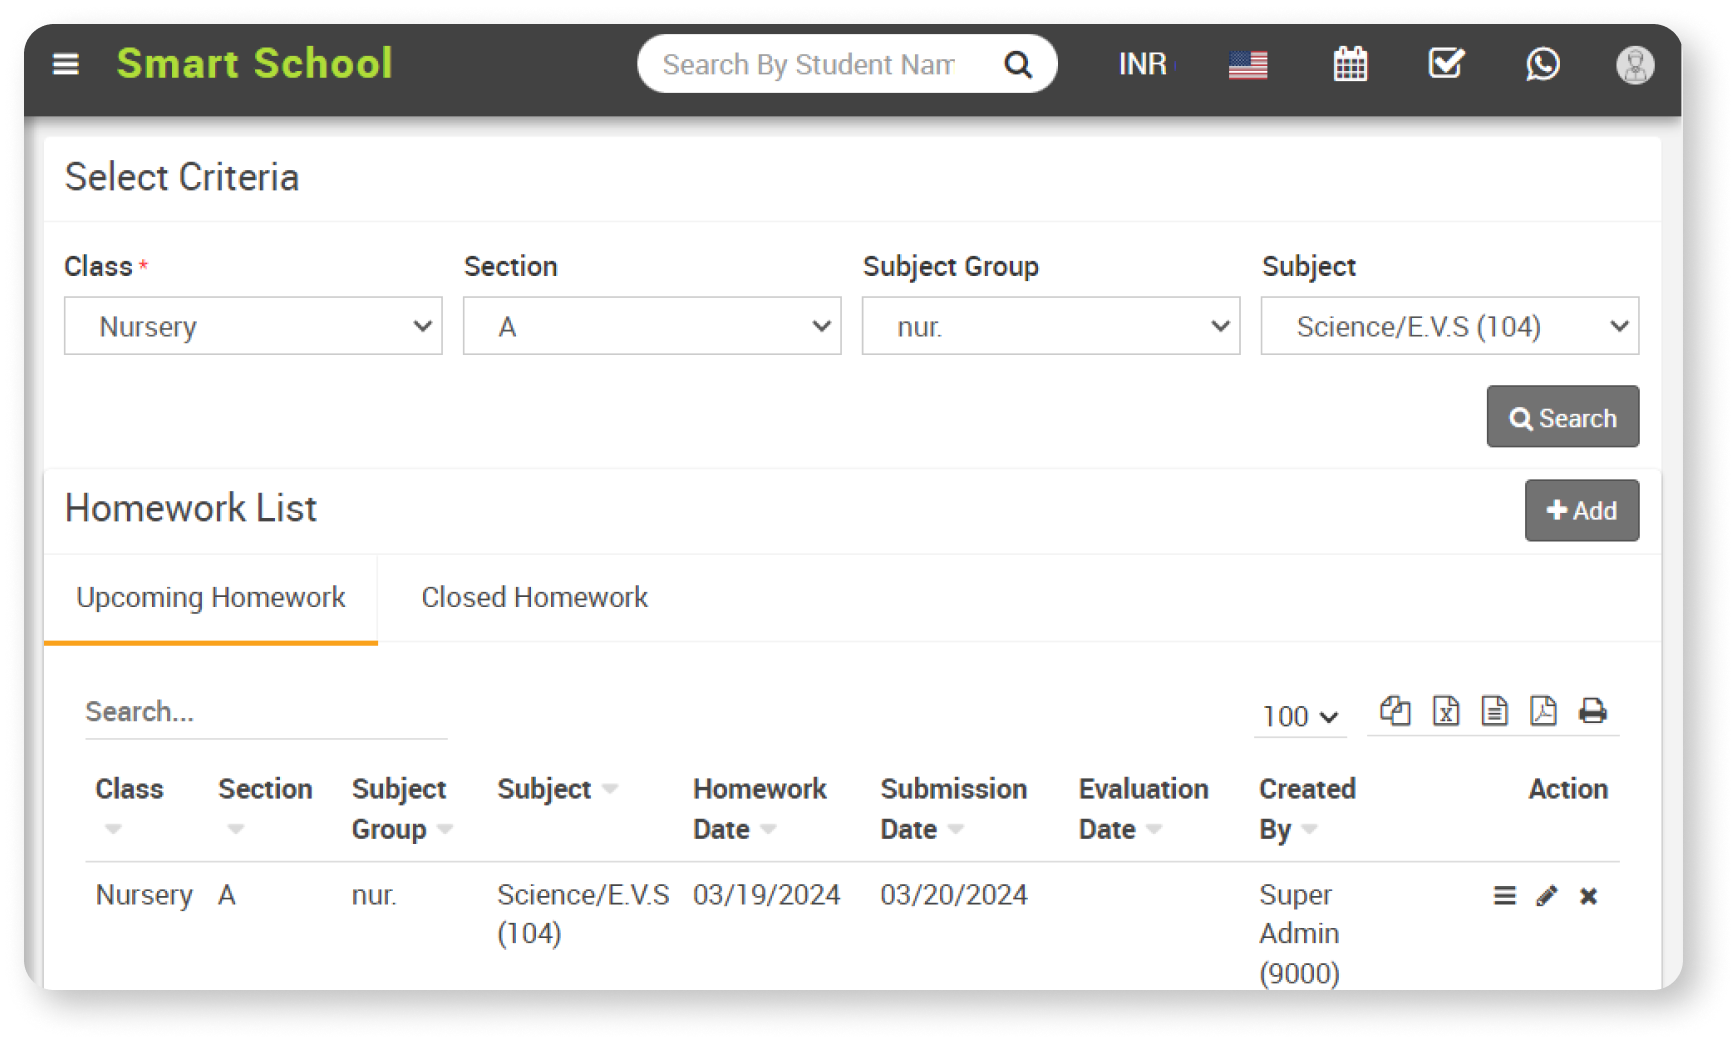 Smart School
Search By Student Nam
INR
Select Criteria
Class *
Section
Subject Group
Subject
Nursery
A
nur.
Science/E.V.S (104)
Search
Homework List
Add
Upcoming Homework
Closed Homework
Search...
100
Class
Section
Subject Group
Subject
Homework Date
Submission Date
Evaluation Date
Created By
Action
Nursery
A
nur.
Science/E.V.S (104)
03/19/2024
03/20/2024
Super Admin (9000)